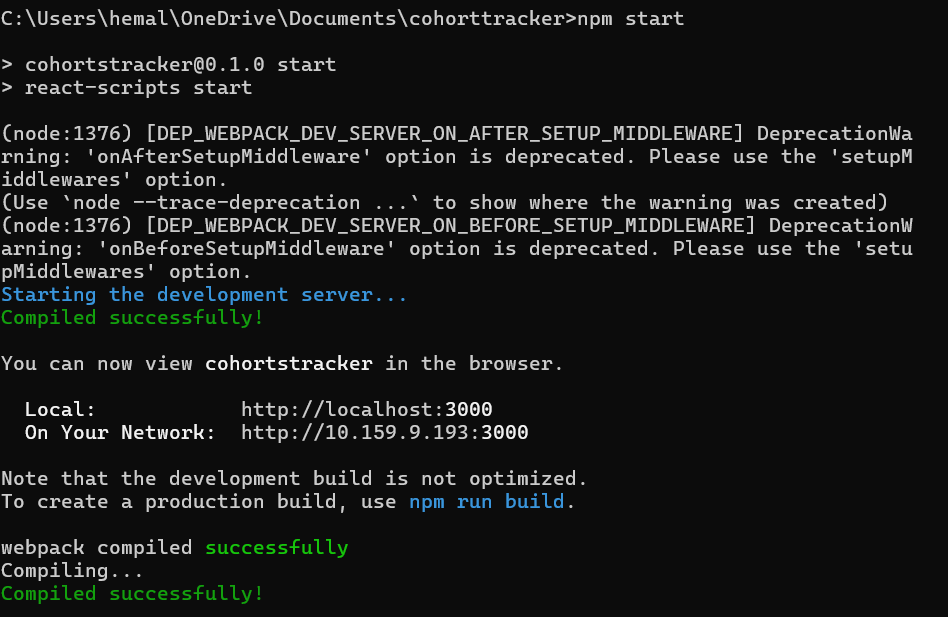 C:\Users\hemal\OneDrive\Documents\cohorttracker>npm start
> cohortstracker@0.1.0 start
> react-scripts start
(node:1376) [DEP_WEBPACK_DEV_SERVER_ON_AFTER_SETUP_MIDDLEWARE] DeprecationWa
rning: 'onAfterSetupMiddleware' option is deprecated. Please use the 'setupM
iddlewares' option.
(Use `node --trace-deprecation ...` to show where the warning was created)
(node:1376) [DEP_WEBPACK_DEV_SERVER_ON_BEFORE_SETUP_MIDDLEWARE] DeprecationW
arning: 'onBeforeSetupMiddleware' option is deprecated. Please use the 'setu
pMiddlewares' option.
Starting the development server...
Compiled successfully!
You can now view cohortstracker in the browser.
Local:            http://localhost:3000
On Your Network:  http://10.159.9.193:3000
Note that the development build is not optimized.
To create a production build, use npm run build.
webpack compiled successfully
Compiling...
Compiled successfully!